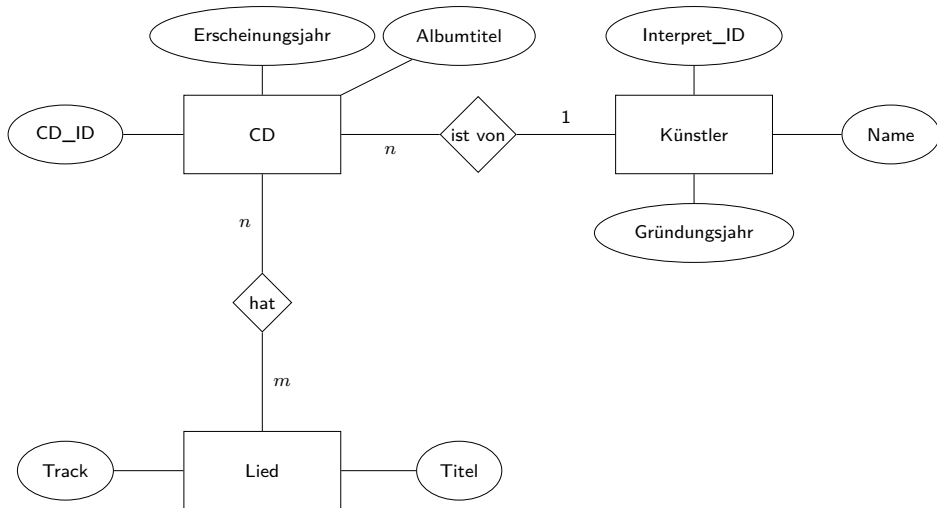 Erscheinungsjahr
Albumtitel
Interpret_ID
CD_ID
CD
n
ist von
1
Künstler
Name
Gründungsjahr
n
hat
m
Track
Lied
Titel